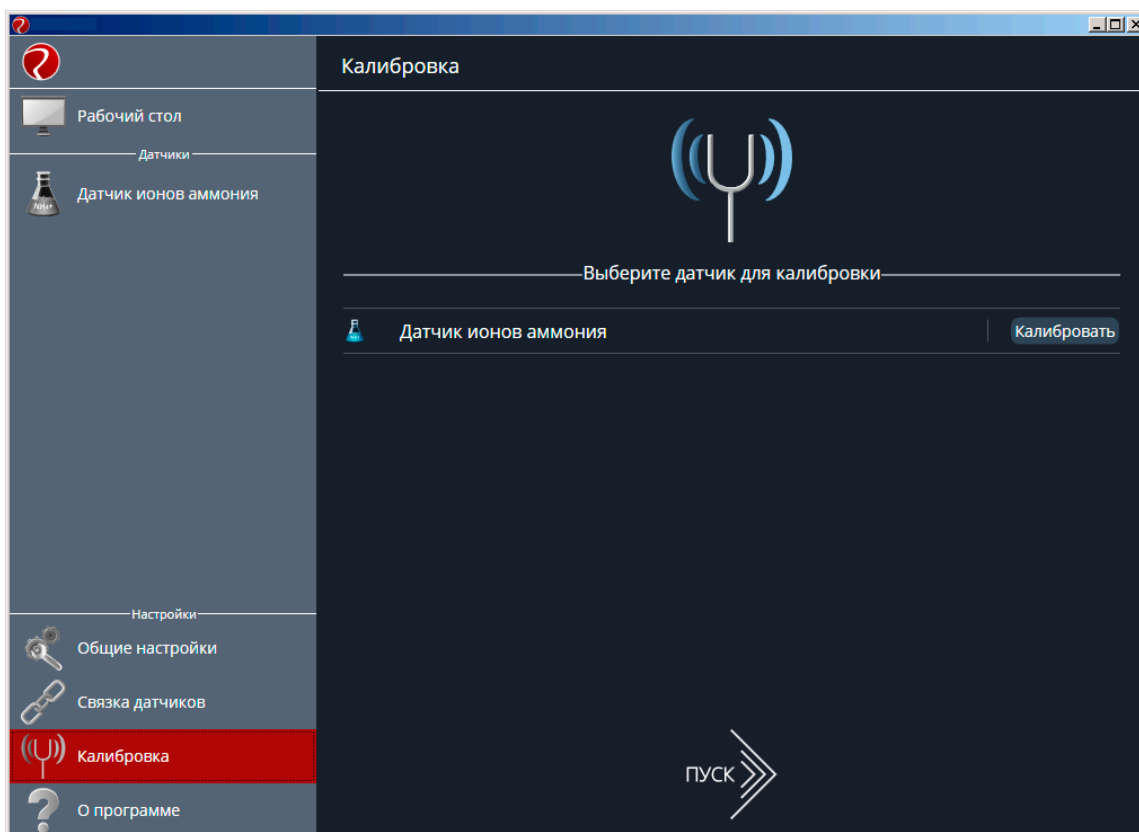 Калибровка
Рабочий стол
Датчики
NH4+
Датчик ионов аммония
Выберите датчик для калибровки
Датчик ионов аммония
Калибровать
Настройки
Общие настройки
Связка датчиков
Калибровка
О программе
ПУСК